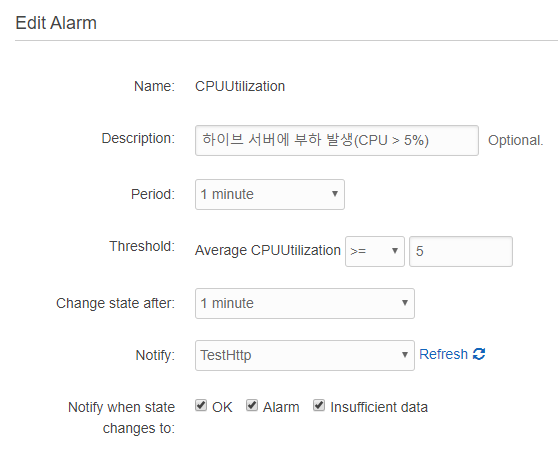 Edit Alarm
Name: CPUUtilization
Description: 하이브 서버에 부하 발생(CPU > 5%) Optional.
Period: 1 minute
Threshold: Average CPUUtilization >= 5
Change state after: 1 minute
Notify: TestHttp Refresh
Notify when state changes to: OK Alarm Insufficient data